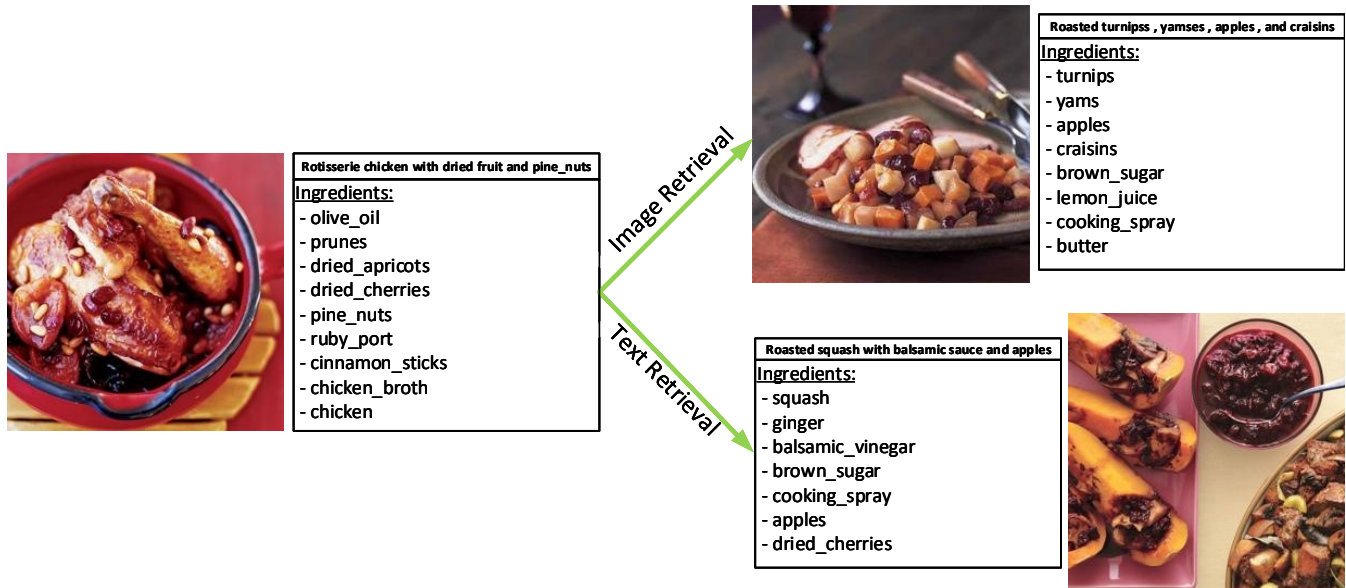 Rotisserie chicken with dried fruit and pine_nuts
Ingredients:
- olive_oil
- prunes
- dried_apricots
- dried_cherries
- pine_nuts
- ruby_port
- cinnamon_sticks
- chicken_broth
- chicken
Image Retrieval
Text Retrieval
Roasted turnipss , yamses , apples , and craisins
Ingredients:
- turnips
- yams
- apples
- craisins
- brown_sugar
- lemon_juice
- cooking_spray
- butter
Roasted squash with balsamic sauce and apples
Ingredients:
- squash
- ginger
- balsamic_vinegar
- brown_sugar
- cooking_spray
- apples
- dried_cherries